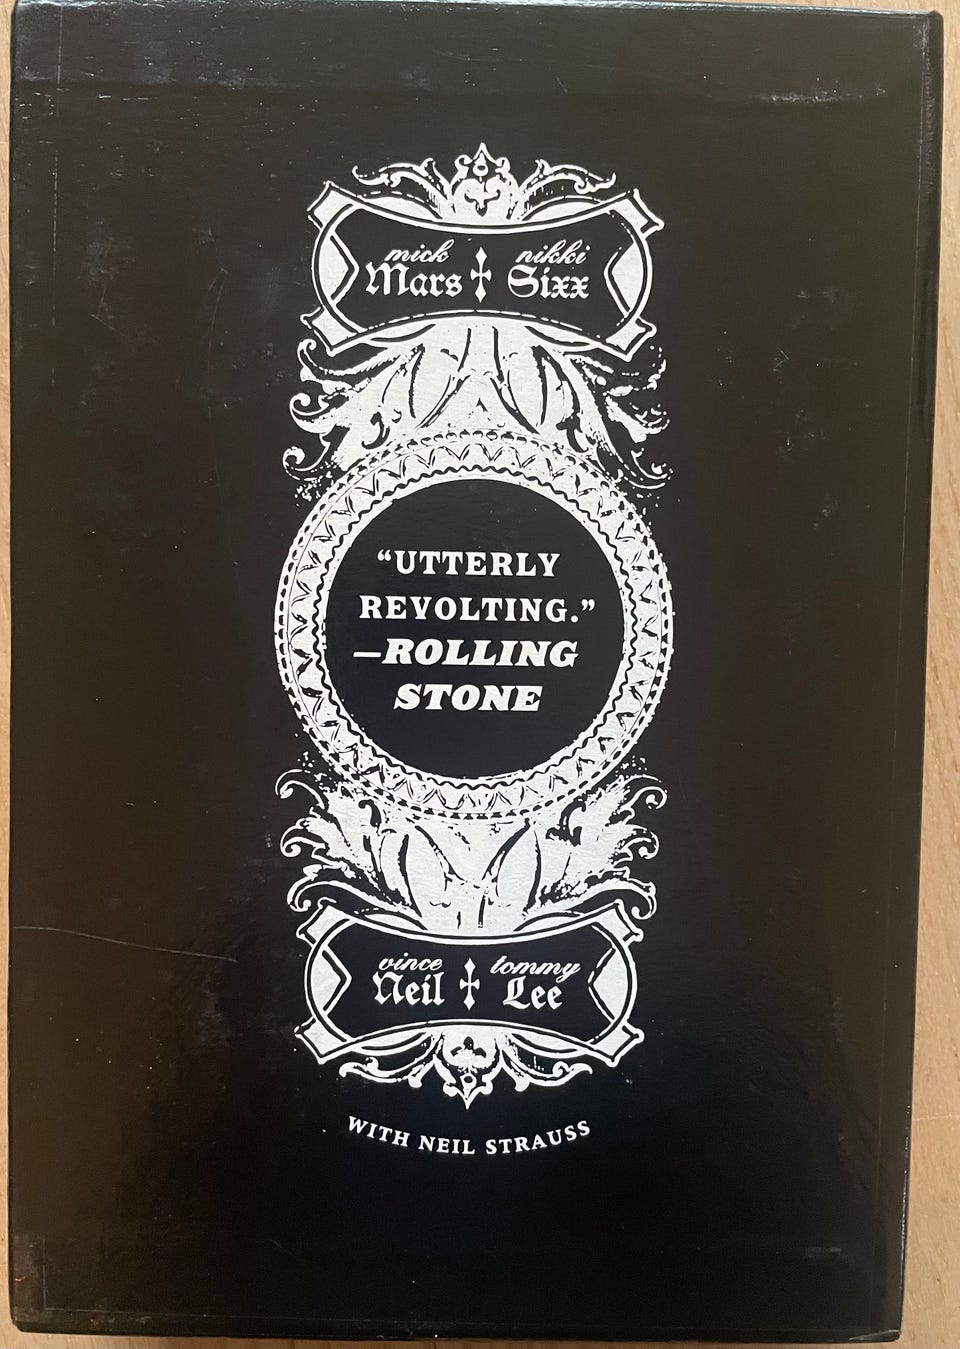 mick nikki
Mars Sixx
“UTTERLY
REVOLTING.”
—ROLLING
STONE
vince tommy
Neil Lee
WITH NEIL STRAUSS